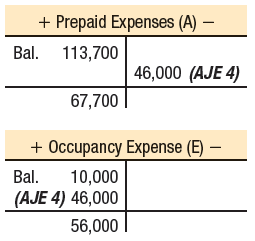 + Prepaid Expenses (A) −
Bal. 113,700
46,000 (AJE 4)
67,700
+ Occupancy Expense (E) −
Bal. 10,000
(AJE 4) 46,000
56,000